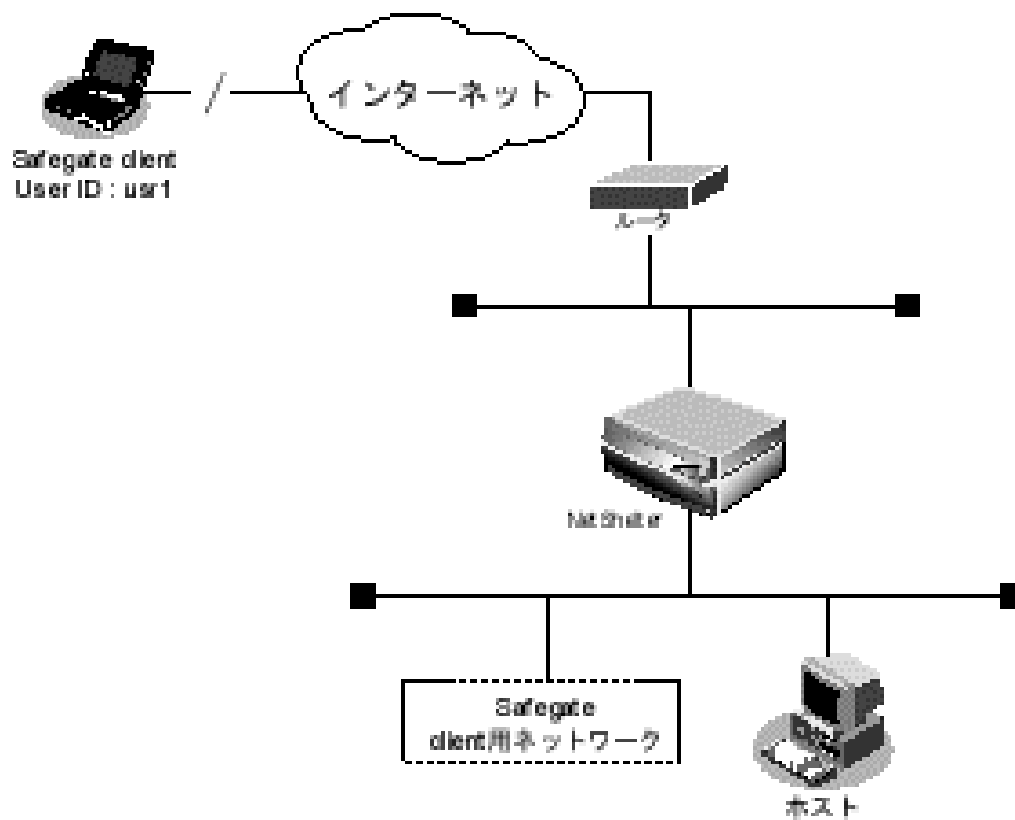 インターネット
Safegate client
User ID : usr1
ルータ
NetShelter
Safegate
client用ネットワーク
ホスト